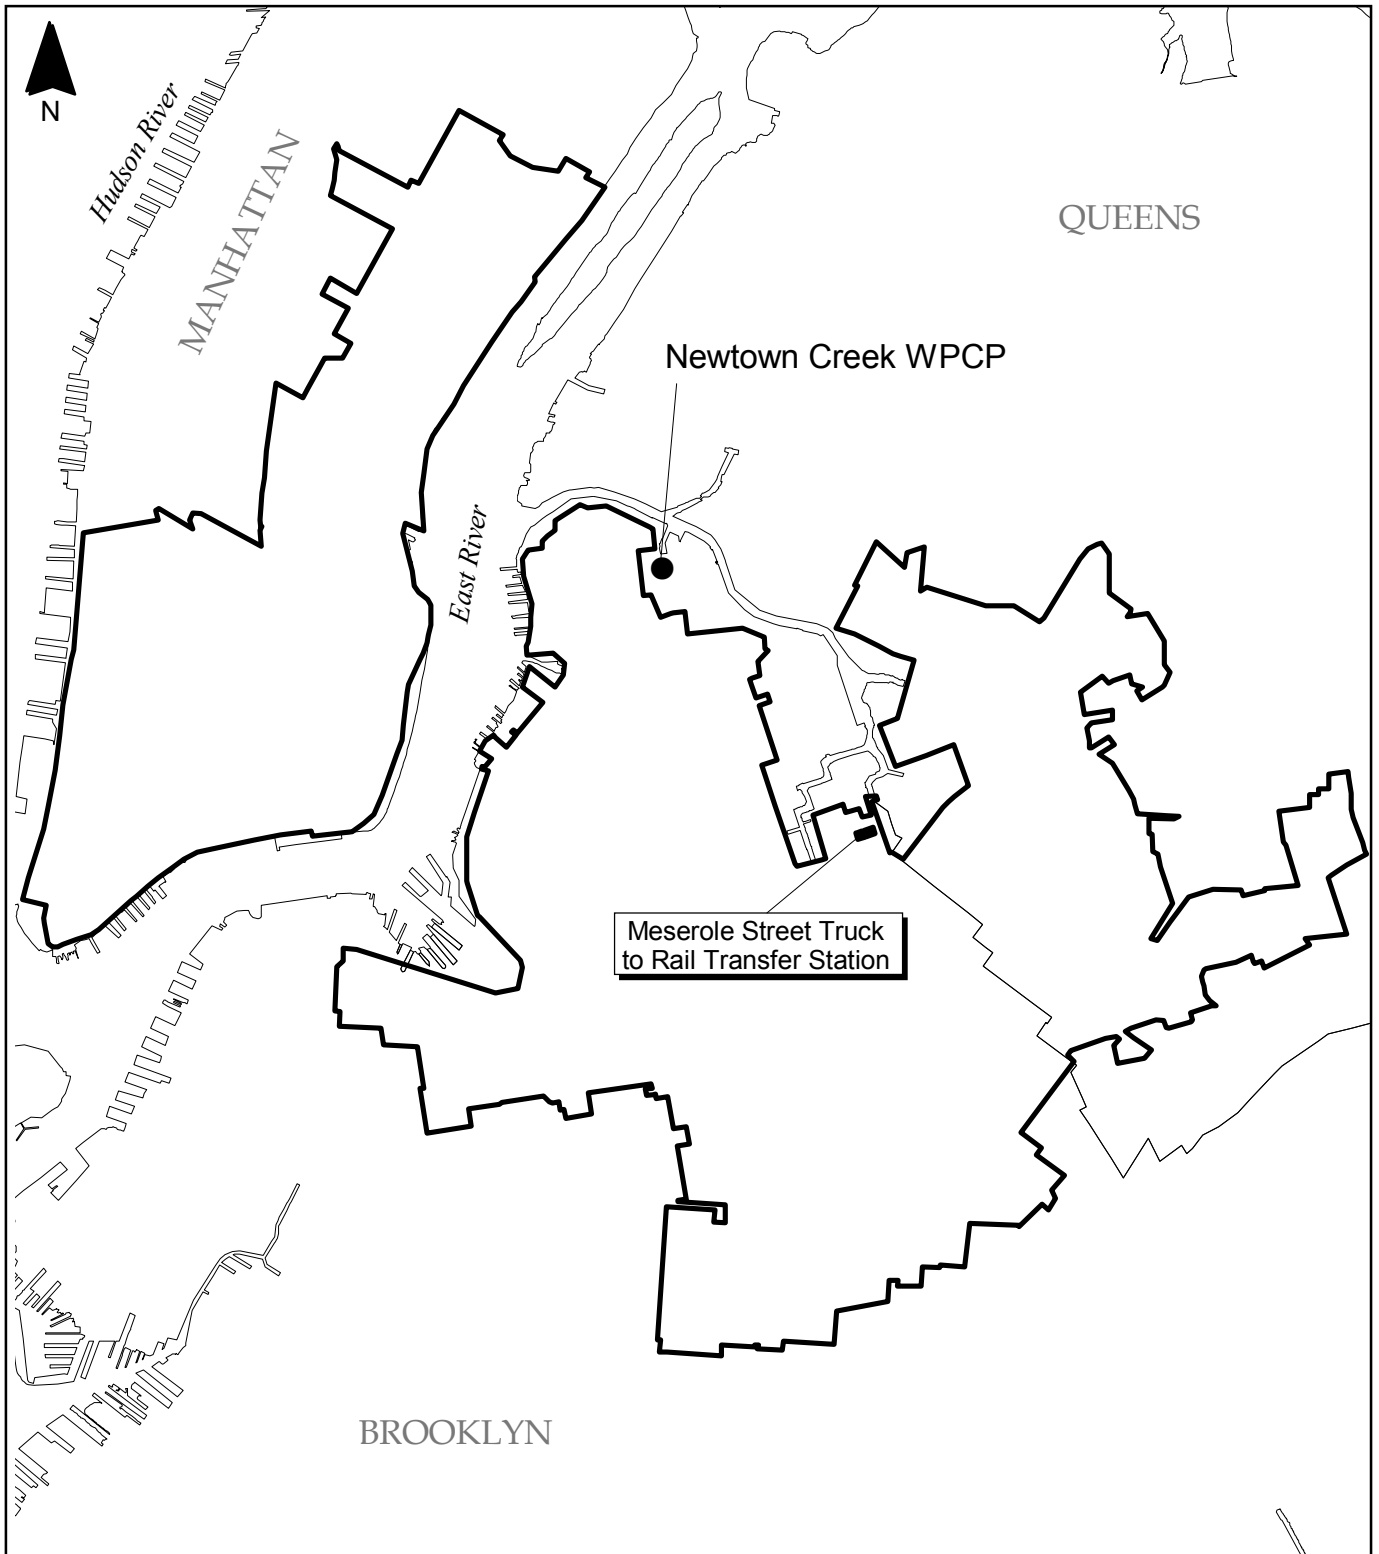 N
Hudson River
MANHATTAN
QUEENS
Newtown Creek WPCP
East River
Meserole Street Truck
to Rail Transfer Station
BROOKLYN